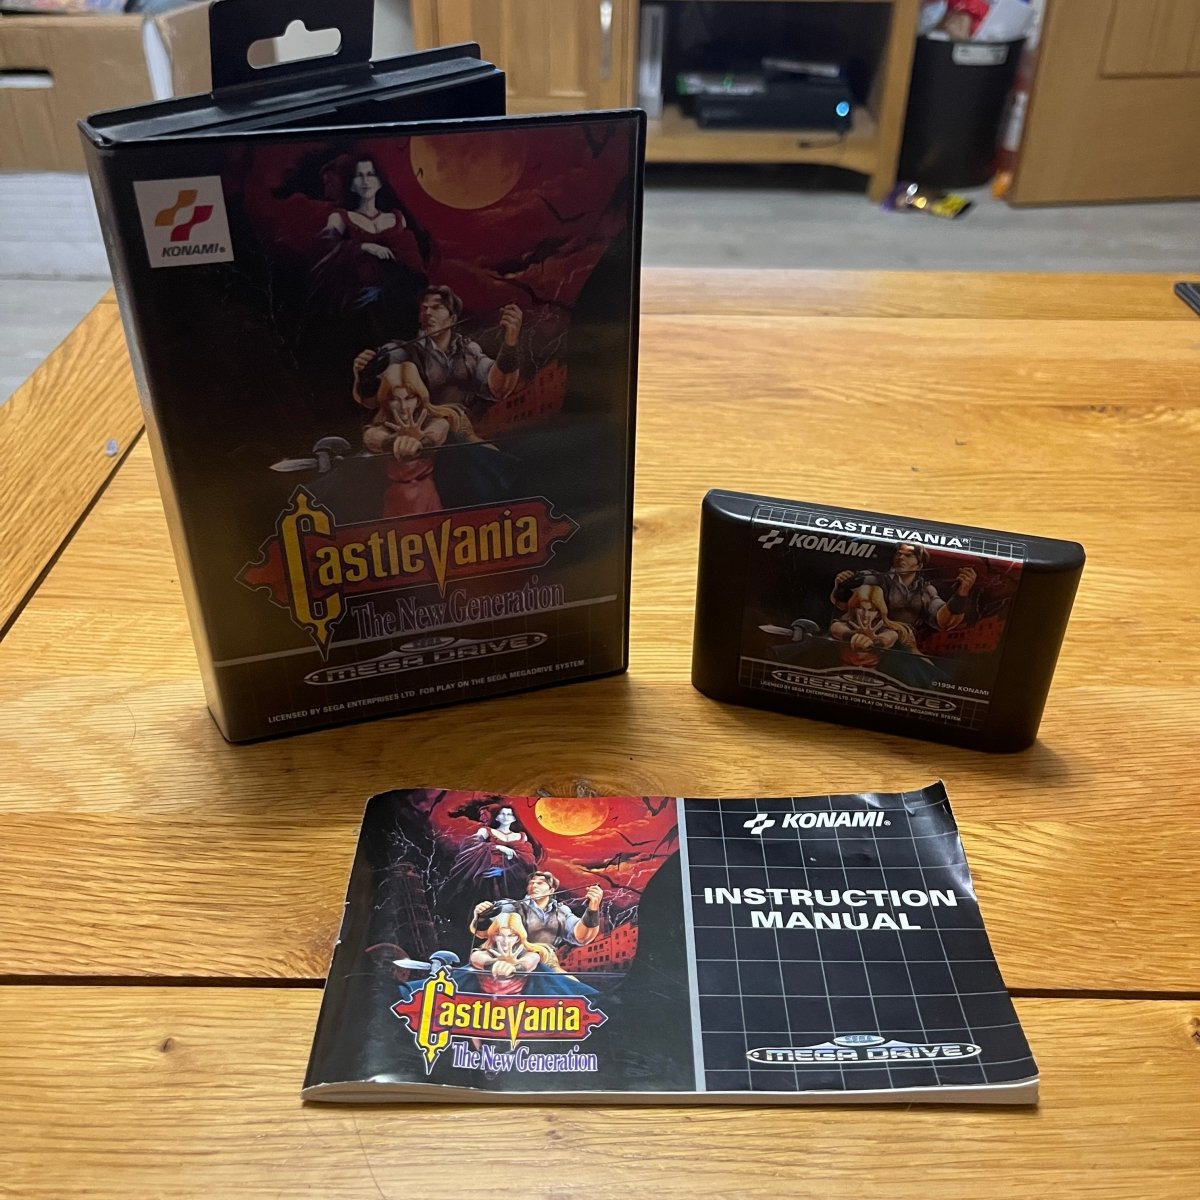 KONAMI®
Castlevania
The New Generation
SEGA
MEGA DRIVE
LICENSED BY SEGA ENTERPRISES LTD. FOR PLAY ON THE SEGA MEGADRIVE SYSTEM
CASTLEVANIA®
KONAMI.
©1994 KONAMI
SEGA
MEGA DRIVE
LICENSED BY SEGA ENTERPRISES LTD. FOR PLAY ON THE SEGA MEGADRIVE SYSTEM
Castlevania
The New Generation
KONAMI®
INSTRUCTION
MANUAL
SEGA
MEGA DRIVE